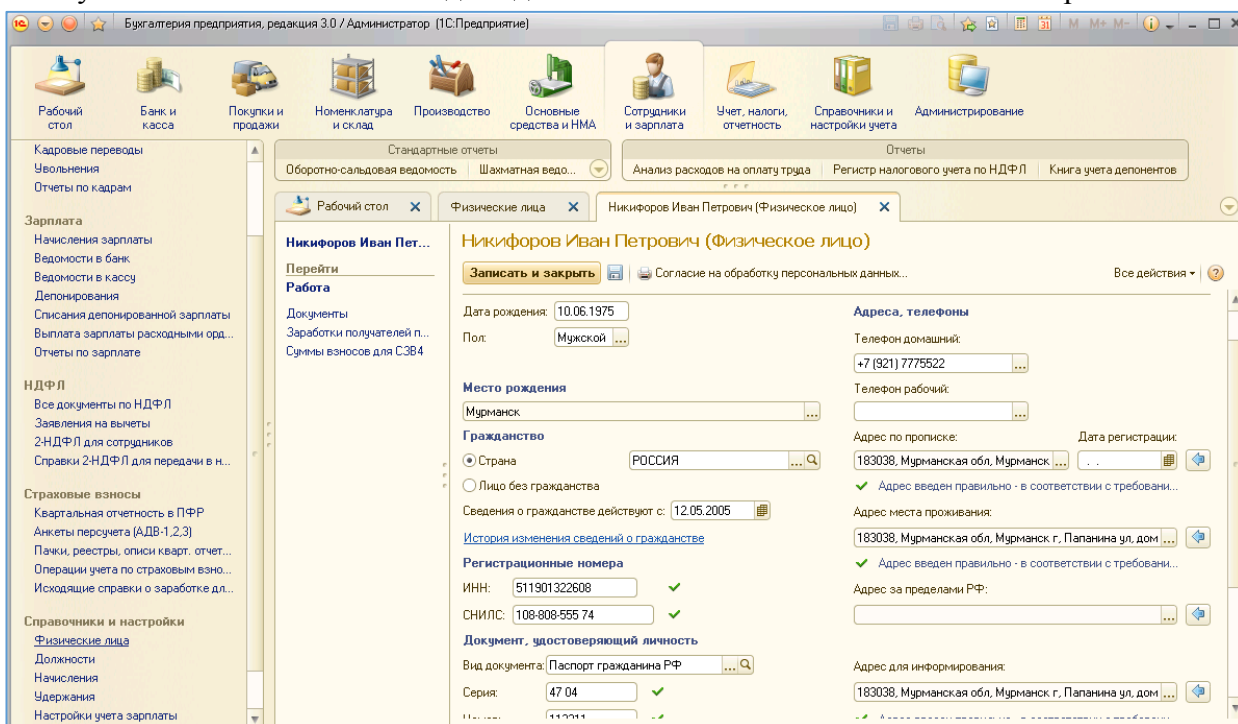 Бухгалтерия предприятия, редакция 3.0 / Администратор (1С:Предприятие)
M M+ M-
Рабочий стол
Банк и касса
Покупки и продажи
Номенклатура и склад
Производство
Основные средства и НМА
Сотрудники и зарплата
Учет, налоги, отчетность
Справочники и настройки учета
Администрирование
Кадровые переводы
Увольнения
Отчеты по кадрам
Зарплата
Начисления зарплаты
Ведомости в банк
Ведомости в кассу
Депонирования
Списания депонированной зарплаты
Выплата зарплаты расходными орд...
Отчеты по зарплате
НДФЛ
Все документы по НДФЛ
Заявления на вычеты
2-НДФЛ для сотрудников
Справки 2-НДФЛ для передачи в н...
Страховые взносы
Квартальная отчетность в ПФР
Анкеты персучета (АДВ-1,2,3)
Пачки, реестры, описи кварт. отчет...
Операции учета по страховым взно...
Исходящие справки о заработке дл...
Справочники и настройки
Физические лица
Должности
Начисления
Удержания
Настройки учета зарплаты
Стандартные отчеты
Оборотно-сальдовая ведомость Шахматная ведо...
Отчеты
Анализ расходов на оплату труда Регистр налогового учета по НДФЛ Книга учета депонентов
Рабочий стол
Физические лица
Никифоров Иван Петрович (Физическое лицо)
Никифоров Иван Пет...
Перейти
Работа
Документы
Заработки получателей п...
Суммы взносов для СЗВ4
Никифоров Иван Петрович (Физическое лицо)
Записать и закрыть Согласие на обработку персональных данных... Все действия
Дата рождения: 10.06.1975
Пол: Мужской ...
Место рождения
Мурманск ...
Гражданство
Страна РОССИЯ ...
Лицо без гражданства
Сведения о гражданстве действуют с: 12.05.2005
История изменения сведений о гражданстве
Регистрационные номера
ИНН: 511901322608
СНИЛС: 108-808-555 74
Документ, удостоверяющий личность
Вид документа: Паспорт гражданина РФ ...
Серия: 47 04
Адреса, телефоны
Телефон домашний:
+7 (921) 7775522 ...
Телефон рабочий:
...
Адрес по прописке: Дата регистрации:
183038, Мурманская обл, Мурманск ... . .
Адрес введен правильно - в соответствии с требовани...
Адрес места проживания:
183038, Мурманская обл, Мурманск г, Папанина ул, дом ...
Адрес введен правильно - в соответствии с требовани...
Адрес за пределами РФ:
...
Адрес для информирования:
183038, Мурманская обл, Мурманск г, Папанина ул, дом ...